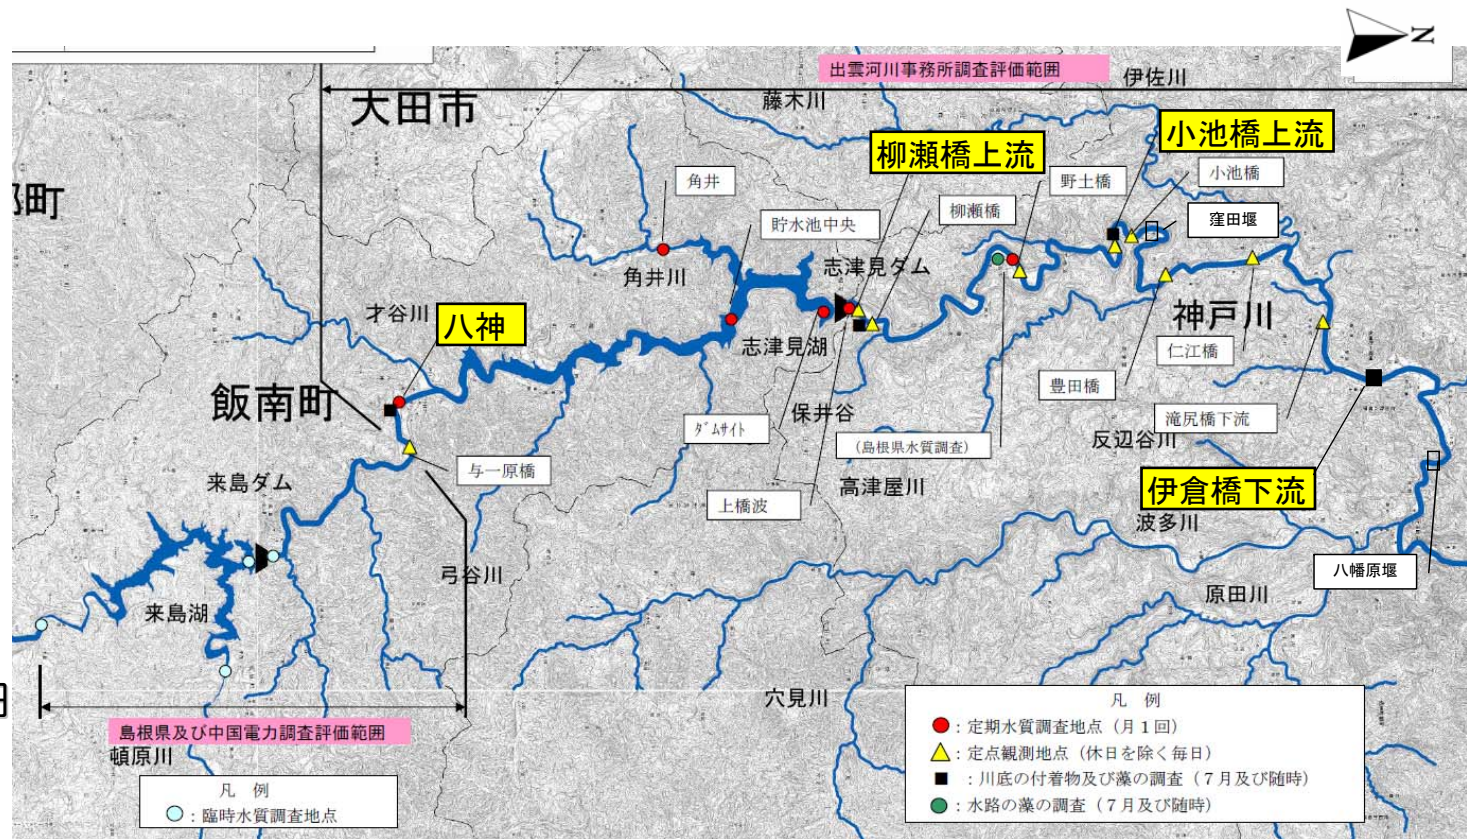 N
出雲河川事務所調査評価範囲
伊佐川
大田市
藤木川
小池橋上流
柳瀬橋上流
小池橋
角井
野土橋
町
柳瀬橋
窪田堰
貯水池中央
志津見ダム
角井川
神戸川
才谷川
八神
志津見湖
仁江橋
飯南町
豊田橋
保井谷
滝尻橋下流
ダムサイト
(島根県水質調査)
反辺谷川
与一原橋
来島ダム
高津屋川
伊倉橋下流
上橋波
波多川
八幡原堰
弓谷川
原田川
来島湖
穴見川
島根県及び中国電力調査評価範囲
頓原川
凡 例
:臨時水質調査地点
凡 例
:定期水質調査地点(月1回)
:定点観測地点(休日を除く毎日)
:川底の付着物及び藻の調査(7月及び随時)
:水路の藻の調査(7月及び随時)